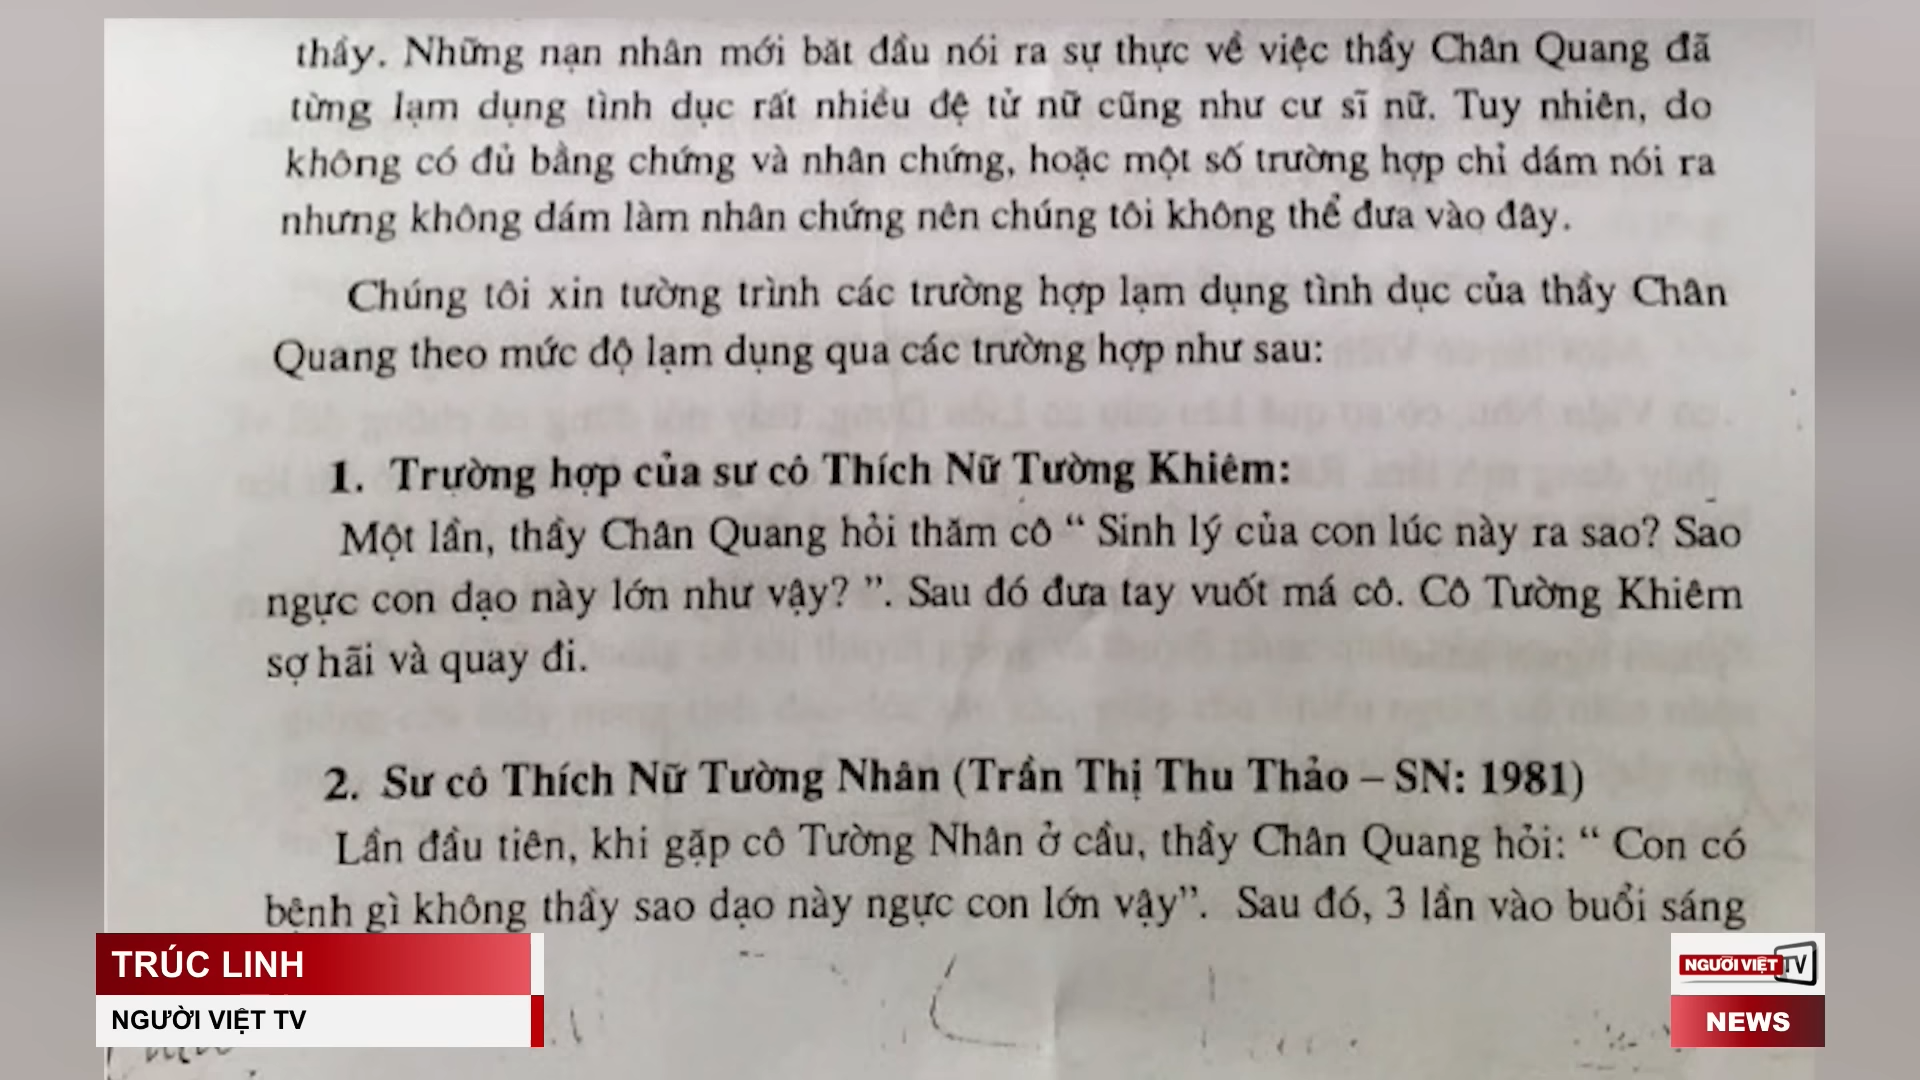 thầy. Những nạn nhân mới bắt đầu nói ra sự thực về việc thầy Chân Quang đã
từng lạm dụng tình dục rất nhiều đệ tử nữ cũng như cư sĩ nữ. Tuy nhiên, do
không có đủ bằng chứng và nhân chứng, hoặc một số trường hợp chỉ dám nói ra
nhưng không dám làm nhân chứng nên chúng tôi không thể đưa vào đây.
Chúng tôi xin tường trình các trường hợp lạm dụng tình dục của thầy Chân
Quang theo mức độ lạm dụng qua các trường hợp như sau:
1. Trường hợp của sư cô Thích Nữ Tường Khiêm:
Một lần, thầy Chân Quang hỏi thăm cô “ Sinh lý của con lúc này ra sao? Sao
ngực con dạo này lớn như vậy? ”. Sau đó đưa tay vuốt má cô. Cô Tường Khiêm
sợ hãi và quay đi.
2. Sư cô Thích Nữ Tường Nhân (Trần Thị Thu Thảo – SN: 1981)
Lần đầu tiên, khi gặp cô Tường Nhân ở cầu, thầy Chân Quang hỏi: “ Con có
bệnh gì không thầy sao dạo này ngực con lớn vậy”. Sau đó, 3 lần vào buổi sáng
TRÚC LINH
NGƯỜI VIỆT TV
NGƯỜI VIỆT TV
NEWS